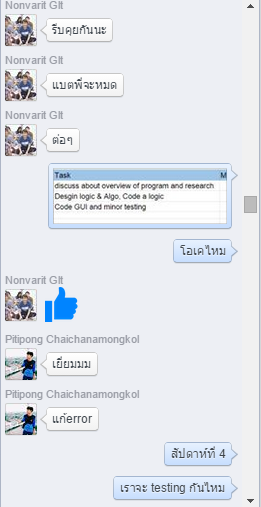 Nonvarit Glt
รีบคุยกันนะ
Nonvarit Glt
แบตพี่จะหมด
Nonvarit Glt
ต่อๆ
Task M
discuss about overview of program and research
Desgin logic & Algo, Code a logic
Code GUI and minor testing
โอเคไหม
Nonvarit Glt
Pitipong Chaichanamongkol
เยี่ยมมม
Pitipong Chaichanamongkol
แก้error
สัปดาห์ที่ 4
เราจะ testing กันไหม